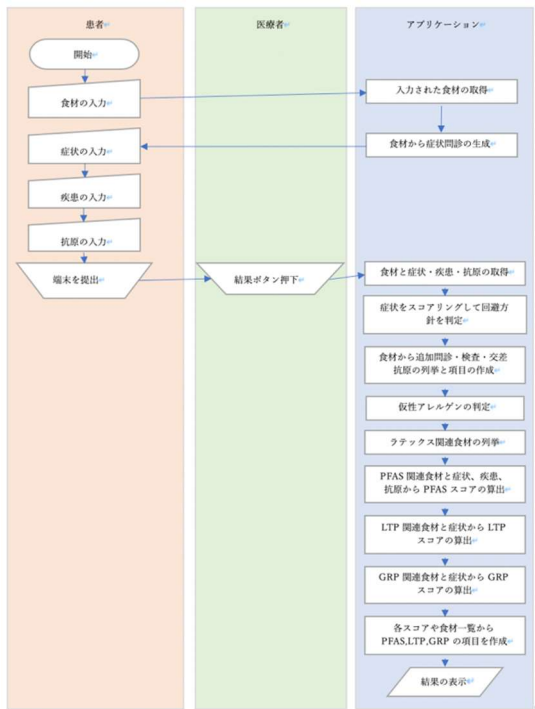 患者
医療者
アプリケーション
開始
食材の入力
入力された食材の取得
症状の入力
食材から症状問診の生成
疾患の入力
抗原の入力
端末を提出
結果ボタン押下
食材と症状・疾患・抗原の取得
症状をスコアリングして回避方
針を判定
食材から追加問診・検査・交差
抗原の列挙と項目の作成
仮性アレルゲンの判定
ラテックス関連食材の列挙
PFAS 関連食材と症状、疾患、
抗原から PFAS スコアの算出
LTP 関連食材と症状から LTP
スコアの算出
GRP 関連食材と症状から GRP
スコアの算出
各スコアや食材一覧から
PFAS,LTP,GRP の項目を作成
結果の表示